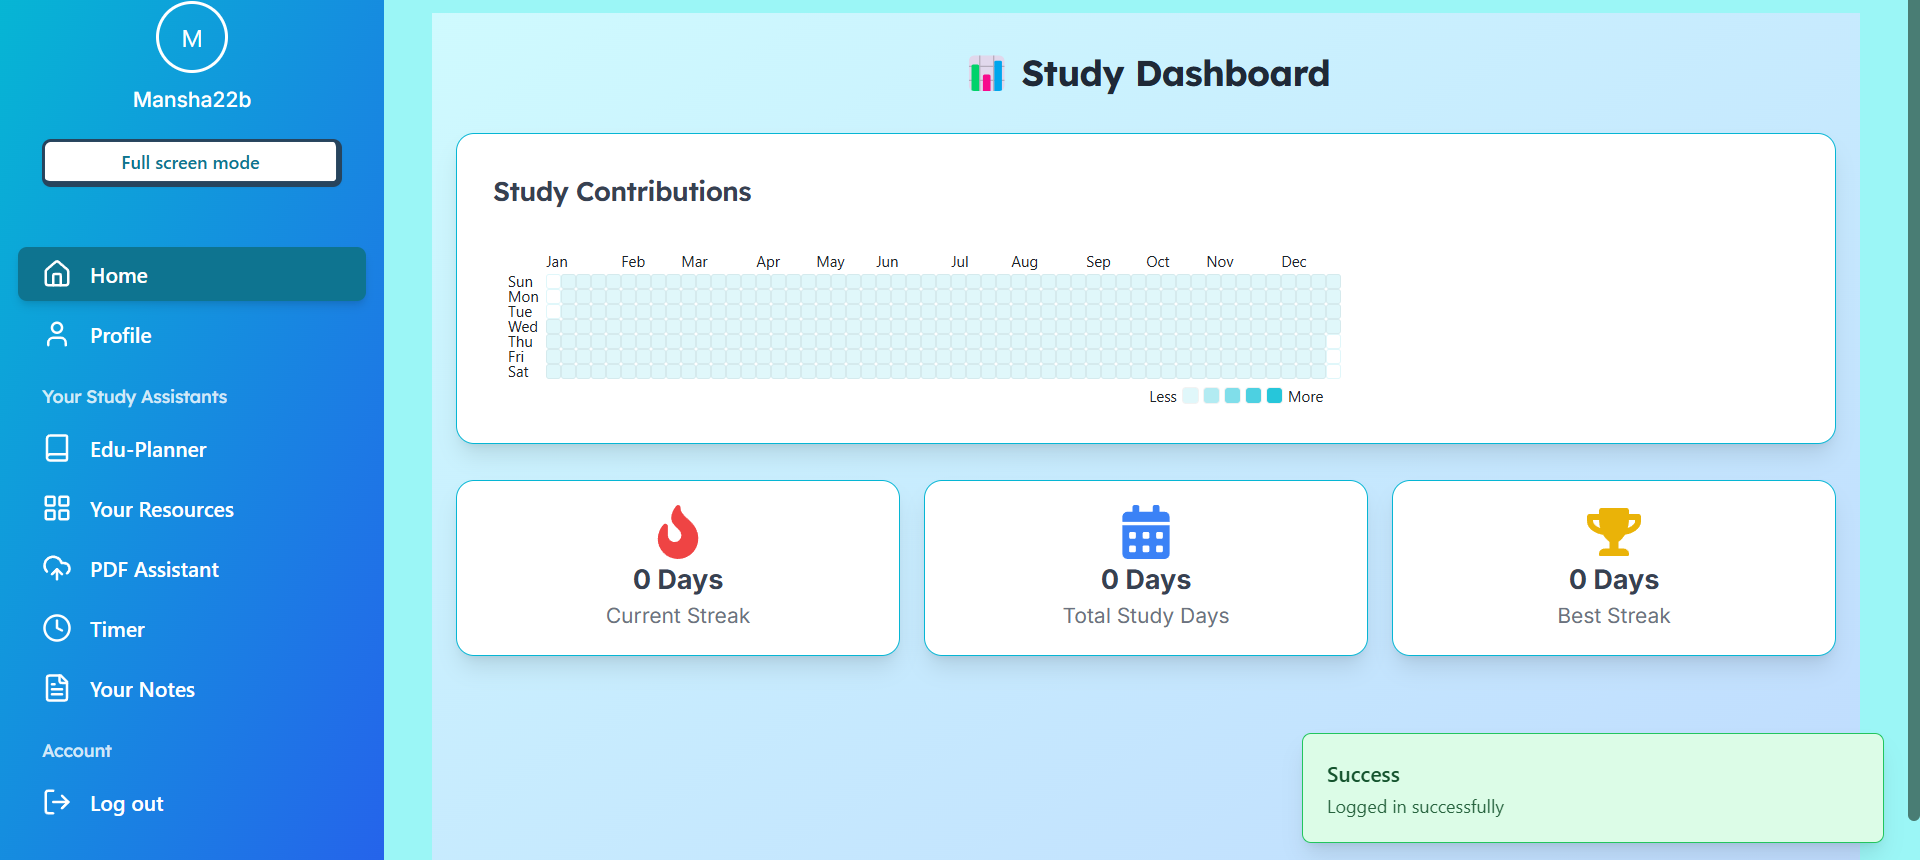 M
Mansha22b
Full screen mode
Home
Profile
Your Study Assistants
Edu-Planner
Your Resources
PDF Assistant
Timer
Your Notes
Account
Log out
Study Dashboard
Study Contributions
Jan Feb Mar Apr May Jun Jul Aug Sep Oct Nov Dec
Sun
Mon
Tue
Wed
Thu
Fri
Sat
Less More
0 Days
Current Streak
0 Days
Total Study Days
0 Days
Best Streak
Success
Logged in successfully